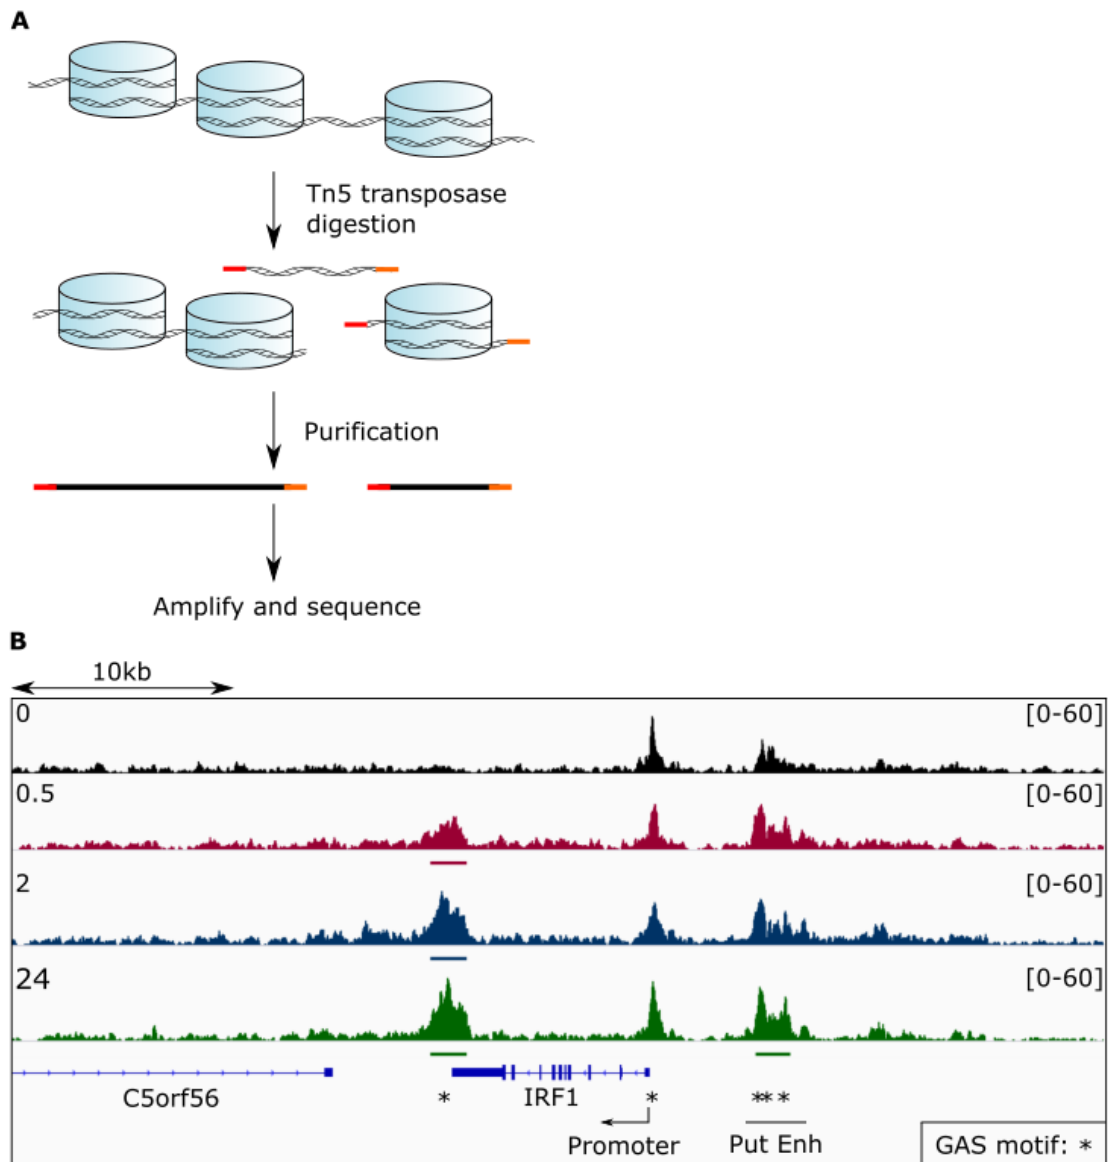 A
Tn5 transposase
digestion
Purification
Amplify and sequence
B
10kb
0 [0-60]
0.5 [0-60]
2 [0-60]
24 [0-60]
C5orf56 * IRF1 * ** *
Promoter Put Enh GAS motif: *